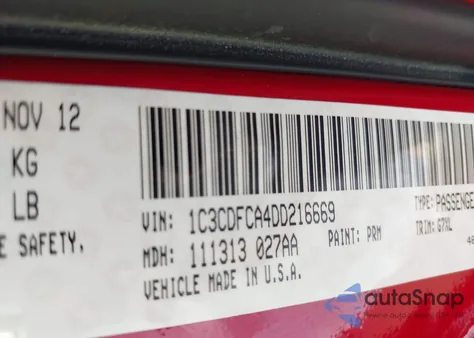 NOV 12
KG
LB
E SAFETY.
VIN: 1C3CDFCA4DD216669
TYPE: PASSENGE
MDH: 111313 027AA
PAINT: PRM
TRIM: G7XL
VEHICLE MADE IN U.S.A.
autaSnap